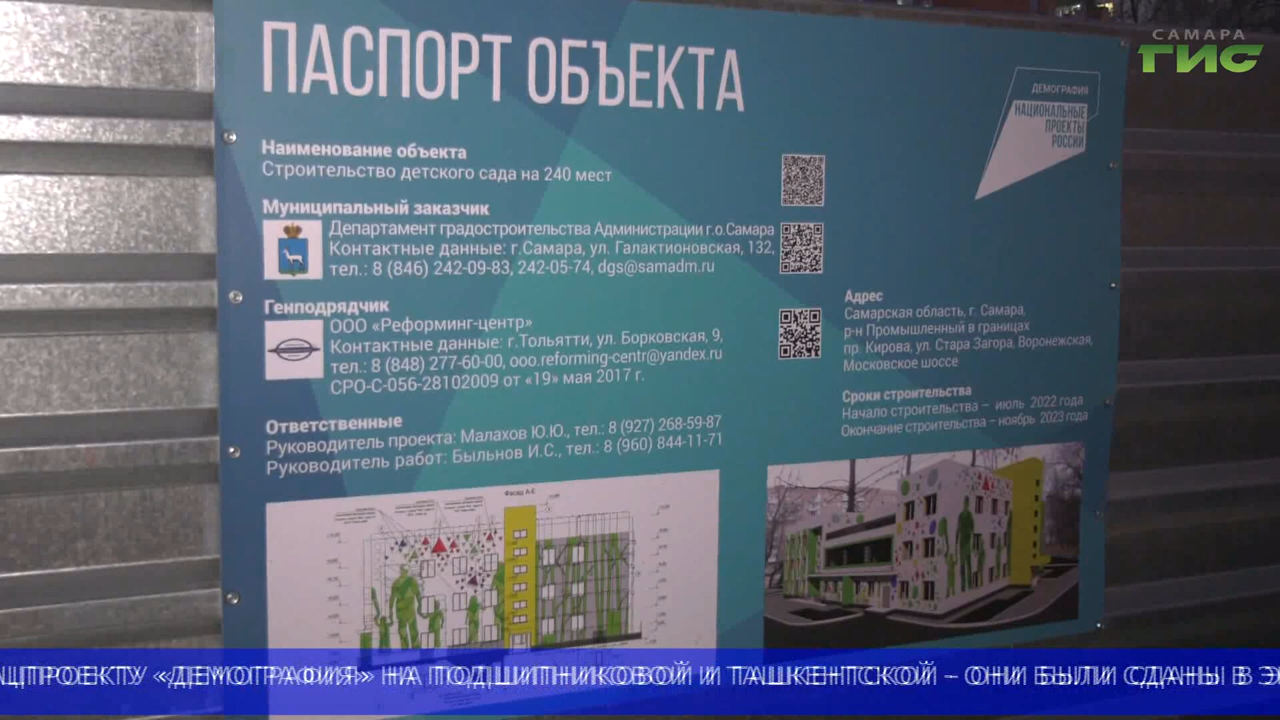 САМАРА
ГИС
ПАСПОРТ ОБЪЕКТА
ДЕМОГРАФИЯ
НАЦИОНАЛЬНЫЕ
ПРОЕКТЫ
РОССИИ
Наименование объекта
Строительство детского сада на 240 мест
Муниципальный заказчик
Департамент градостроительства Администрации г.о.Самара
Контактные данные: г.Самара, ул. Галактионовская, 132,
тел.: 8 (846) 242-09-83, 242-05-74, dgs@samadm.ru
Генподрядчик
ООО «Реформинг-центр»
Контактные данные: г.Тольятти, ул. Борковская, 9,
тел.: 8 (848) 277-60-00, ooo.reforming-centr@yandex.ru
СРО-С-056-28102009 от «19» мая 2017 г.
Ответственные
Руководитель проекта: Малахов Ю.Ю., тел.: 8 (927) 268-59-87
Руководитель работ: Быльнов И.С., тел.: 8 (960) 844-11-71
Адрес
Самарская область, г. Самара,
р-н Промышленный в границах
пр. Кирова, ул. Стара Загора, Воронежская,
Московское шоссе
Сроки строительства
Начало строительства – июль 2022 года
Окончание строительства – ноябрь 2023 года
Фасад А-Е
АЦПРОЕКТУ «ДЕМОГРАФИЯ» НА ПОДШИПНИКОВОЙ И ТАШКЕНТСКОЙ – ОНИ БЫЛИ СДАНЫ В Э